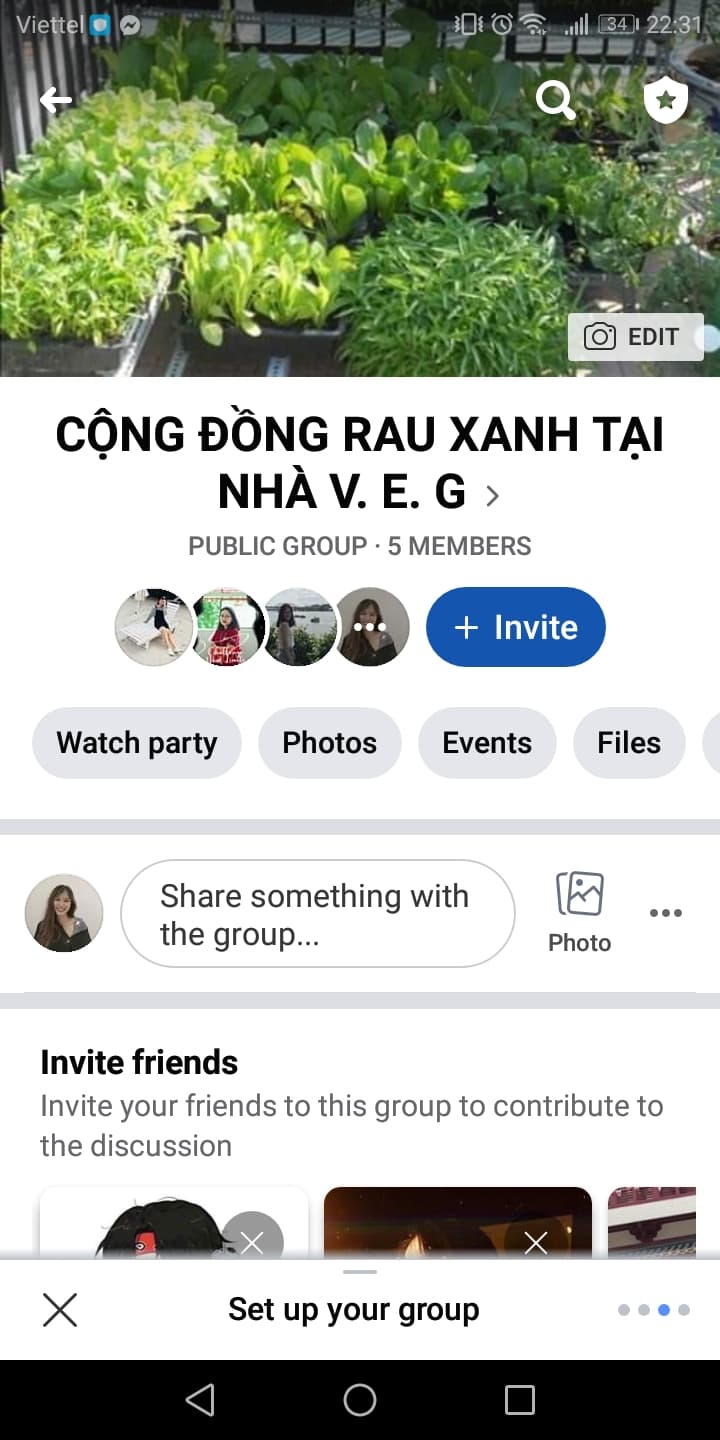 Viettel 34 22:31
EDIT
CỘNG ĐỒNG RAU XANH TẠI
NHÀ V. E. G
PUBLIC GROUP · 5 MEMBERS
+ Invite
Watch party Photos Events Files
Share something with
the group...
Photo
Invite friends
Invite your friends to this group to contribute to
the discussion
Set up your group